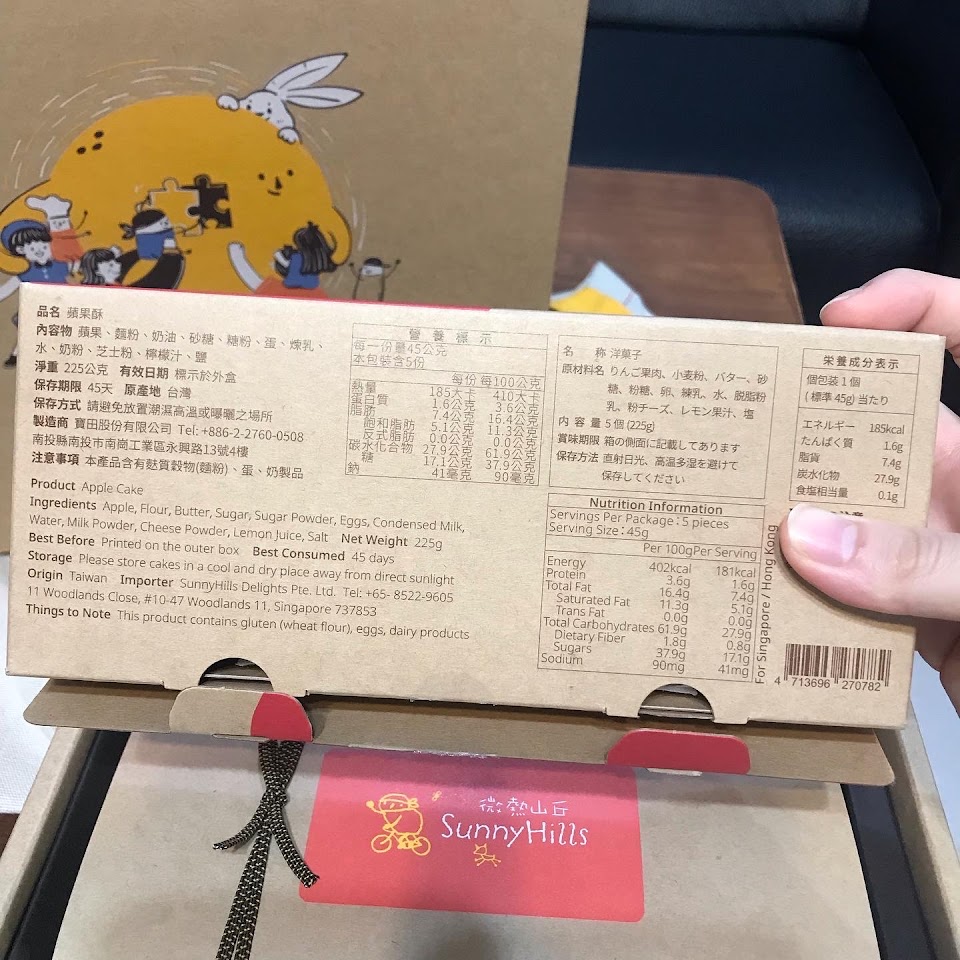 品名 蘋果酥
內容物 蘋果、麵粉、奶油、砂糖、糖粉、蛋、煉乳、
水、奶粉、芝士粉、檸檬汁、鹽
淨重 225公克 有效日期 標示於外盒
保存期限 45天 原產地 台灣
保存方式 請避免放置潮濕高溫或曝曬之場所
製造商 寶田股份有限公司 Tel: +886-2-2760-0508
南投縣南投市南崗工業區永興路13號4樓
注意事項 本產品含有麩質穀物(麵粉)、蛋、奶製品
營養標示
每一份量45公克
本包裝含5份
每份 每100公克
熱量 185大卡 410大卡
蛋白質 1.6公克 3.6公克
脂肪 7.4公克 16.4公克
飽和脂肪 5.1公克 11.3公克
反式脂肪 0.0公克 0.0公克
碳水化合物 27.9公克 61.9公克
糖 17.1公克 37.9公克
鈉 41毫克 90毫克
名 称 洋菓子
原材料名 りんご果肉、小麦粉、バター、砂
糖、粉糖、卵、練乳、水、脱脂粉
乳、粉チーズ、レモン果汁、塩
内 容 量 5個(225g)
賞味期限 箱の側面に記載してあります
保存方法 直射日光、高温多湿を避けて
保存してください
栄養成分表示
個包装1個
(標準45g)当たり
エネルギー 185kcal
たんぱく質 1.6g
脂質 7.4g
炭水化物 27.9g
食塩相当量 0.1g
Product Apple Cake
Ingredients Apple, Flour, Butter, Sugar, Sugar Powder, Eggs, Condensed Milk,
Water, Milk Powder, Cheese Powder, Lemon Juice, Salt Net Weight 225g
Best Before Printed on the outer box Best Consumed 45 days
Storage Please store cakes in a cool and dry place away from direct sunlight
Origin Taiwan Importer SunnyHills Delights Pte. Ltd. Tel: +65- 8522-9605
11 Woodlands Close, #10-47 Woodlands 11, Singapore 737853
Things to Note This product contains gluten (wheat flour), eggs, dairy products
Nutrition Information
Servings Per Package : 5 pieces
Serving Size : 45g
Per 100g Per Serving
Energy 402kcal 181kcal
Protein 3.6g 1.6g
Total Fat 16.4g 7.4g
Saturated Fat 11.3g 5.1g
Trans Fat 0.0g 0.0g
Total Carbohydrates 61.9g 27.9g
Dietary Fiber 1.8g 0.8g
Sugars 37.9g 17.1g
Sodium 90mg 41mg
For Singapore / Hong Kong
4 713696 270782
微熱山丘
SunnyHills